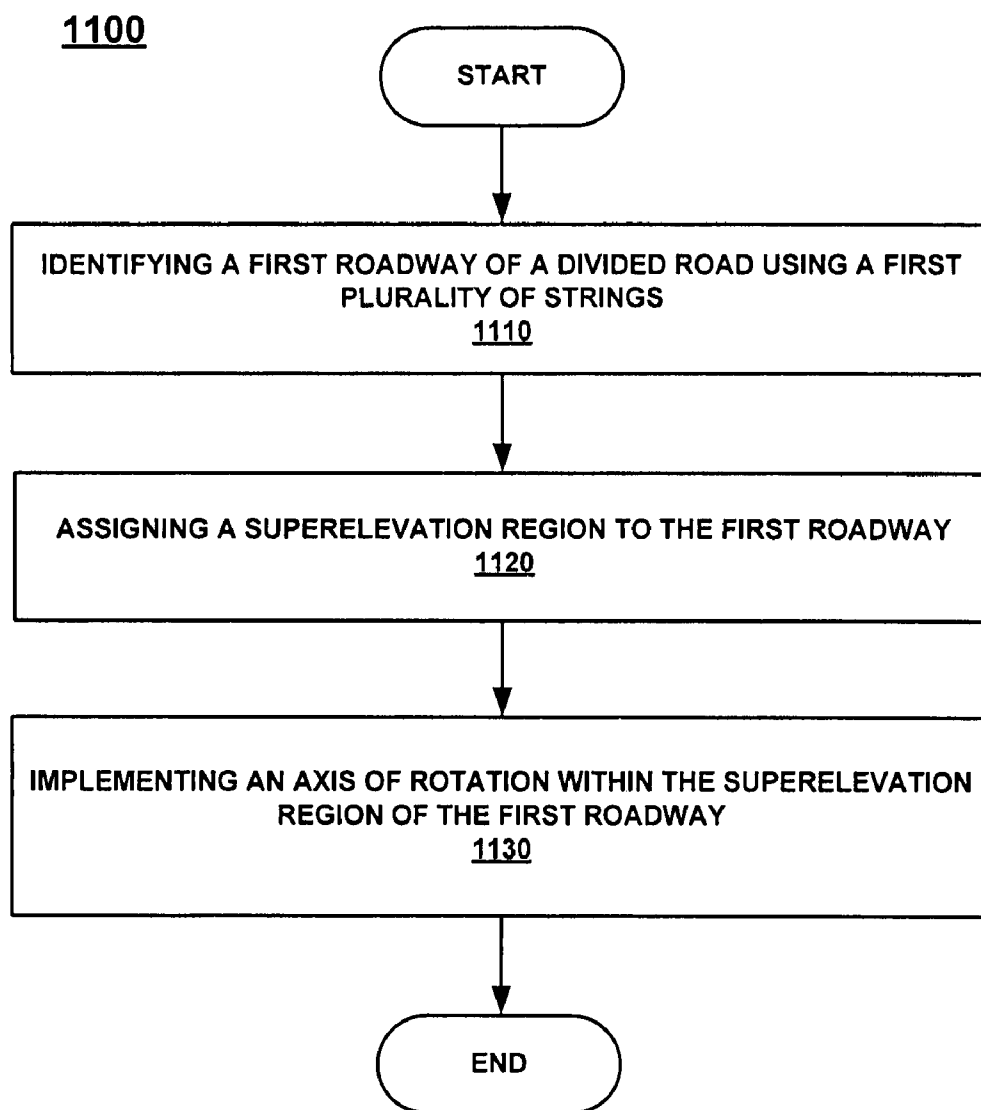 1100
START
IDENTIFYING A FIRST ROADWAY OF A DIVIDED ROAD USING A FIRST
PLURALITY OF STRINGS
1110
ASSIGNING A SUPERELEVATION REGION TO THE FIRST ROADWAY
1120
IMPLEMENTING AN AXIS OF ROTATION WITHIN THE SUPERELEVATION
REGION OF THE FIRST ROADWAY
1130
END